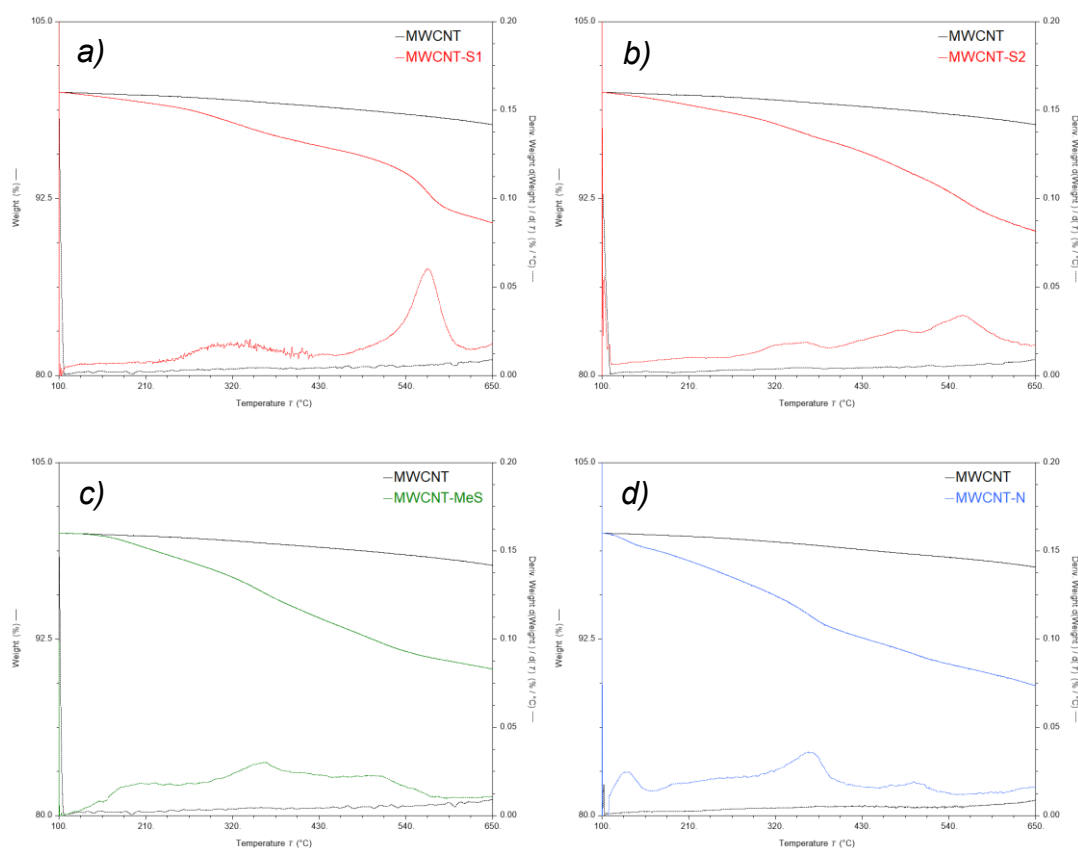 a)
—MWCNT
—MWCNT-S1
105.0
92.5
80.0
Weight (%) —
0.20
0.15
0.10
0.05
0.00
Deriv. Weight d(Weight ) / d(T ) (% / °C) —
100.
210.
320.
430.
540.
650.
Temperature T (°C)
b)
—MWCNT
—MWCNT-S2
105.0
92.5
80.0
Weight (%) —
0.20
0.15
0.10
0.05
0.00
Deriv. Weight d(Weight ) / d(T ) (% / °C) —
100.
210.
320.
430.
540.
650.
Temperature T (°C)
c)
—MWCNT
—MWCNT-MeS
105.0
92.5
80.0
Weight (%) —
0.20
0.15
0.10
0.05
0.00
Deriv. Weight d(Weight ) / d(T ) (% / °C) —
100.
210.
320.
430.
540.
650.
Temperature T (°C)
d)
—MWCNT
—MWCNT-N
105.0
92.5
80.0
Weight (%) —
0.20
0.15
0.10
0.05
0.00
Deriv. Weight d(Weight ) / d(T ) (% / °C) —
100.
210.
320.
430.
540.
650.
Temperature T (°C)